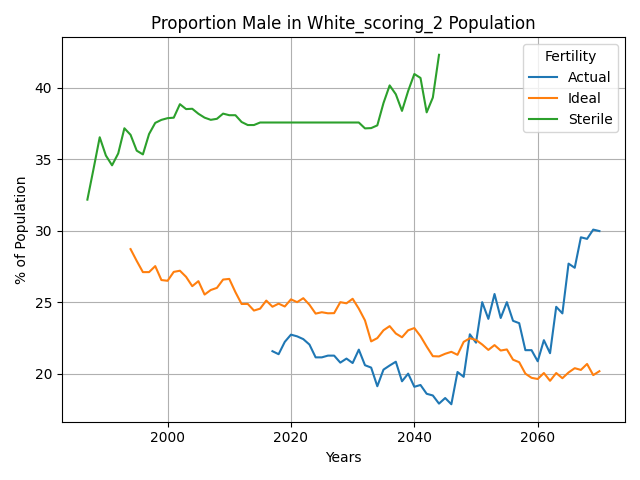 Proportion Male in White_scoring_2 Population
% of Population
40
35
30
25
20
Fertility
Actual
Ideal
Sterile
2000
2020
2040
2060
Years